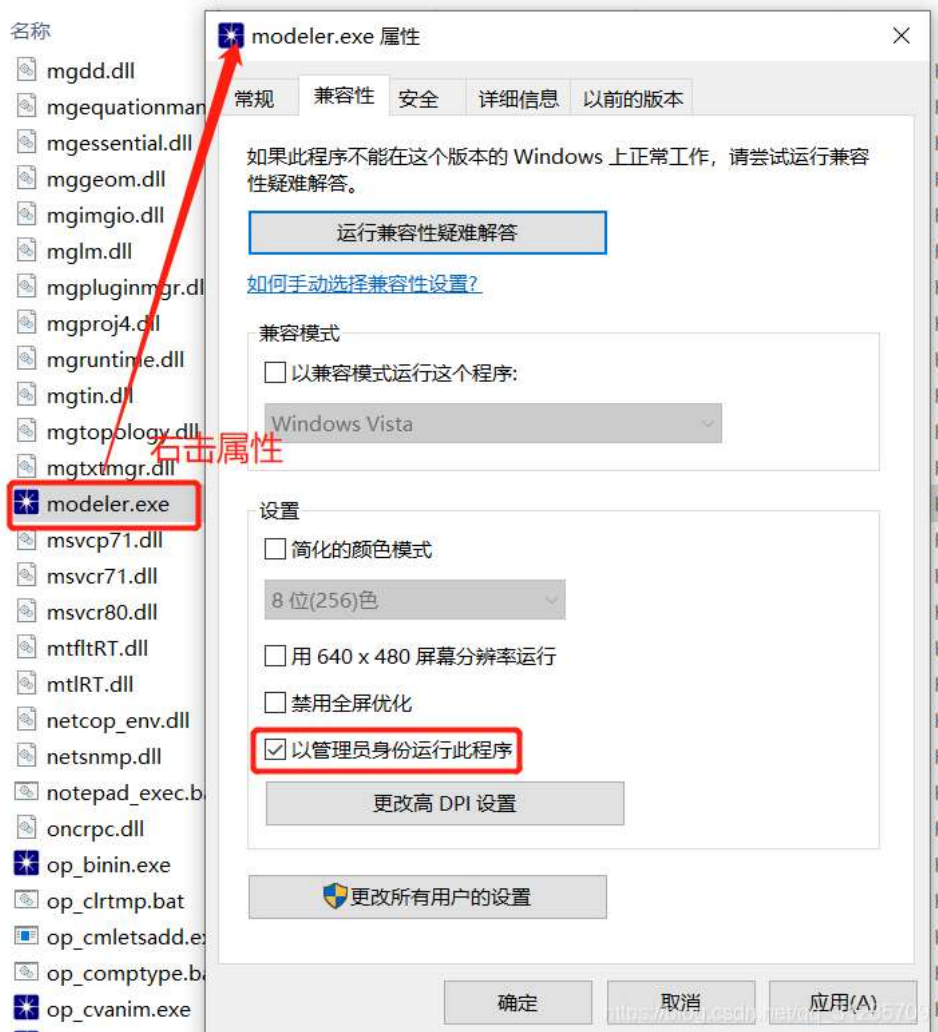 名称
mgdd.dll
mgequationman
mgessential.dll
mggeom.dll
mgimgio.dll
mglm.dll
mgpluginmgr.dl
mgproj4.dll
mgruntime.dll
mgtin.dll
mgtopology.dll
mgtxtmgr.dll
modeler.exe
msvcp71.dll
msvcr71.dll
msvcr80.dll
mtfltRT.dll
mtlRT.dll
netcop_env.dll
netsnmp.dll
notepad_exec.ba
oncrpc.dll
op_binin.exe
op_clrtmp.bat
op_cmletsadd.ex
op_comptype.ba
op_cvanim.exe
右击属性
modeler.exe 属性
常规 兼容性 安全 详细信息 以前的版本
如果此程序不能在这个版本的 Windows 上正常工作，请尝试运行兼容
性疑难解答。
运行兼容性疑难解答
如何手动选择兼容性设置?
兼容模式
以兼容模式运行这个程序:
Windows Vista
设置
简化的颜色模式
8 位(256)色
用 640 x 480 屏幕分辨率运行
禁用全屏优化
以管理员身份运行此程序
更改高 DPI 设置
更改所有用户的设置
确定 取消 应用(A)